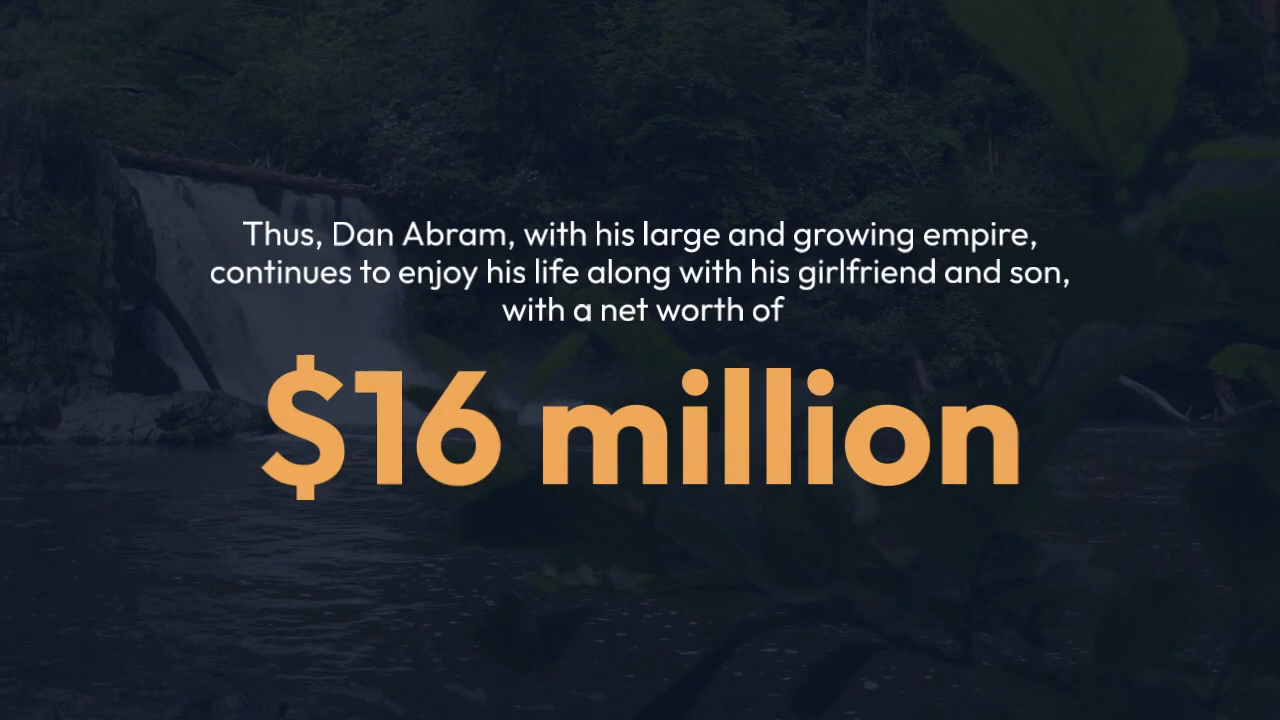 Thus, Dan Abram, with his large and growing empire,
continues to enjoy his life along with his girlfriend and son,
with a net worth of
$16 million